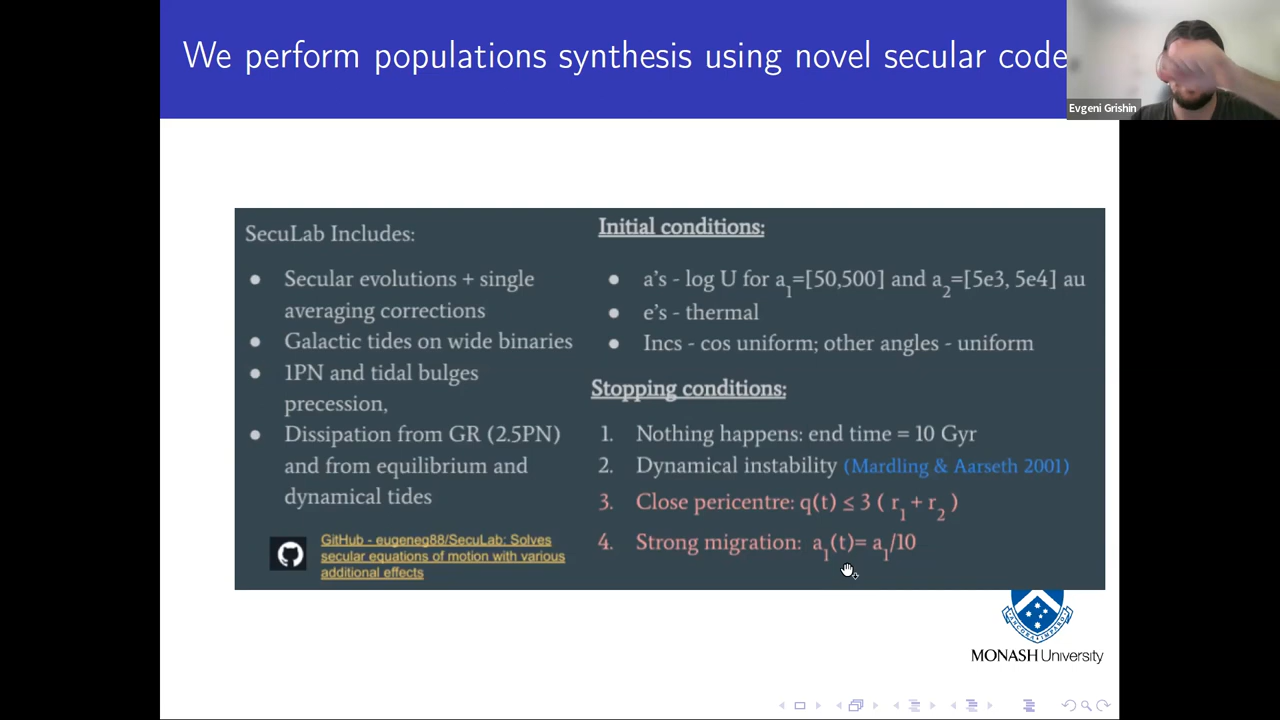 We perform populations synthesis using novel secular code
Evgeni Grishin
SecuLab Includes:
● Secular evolutions + single
averaging corrections
● Galactic tides on wide binaries
● 1PN and tidal bulges
precession,
● Dissipation from GR (2.5PN)
and from equilibrium and
dynamical tides
GitHub - eugeneg88/SecuLab: Solves
secular equations of motion with various
additional effects
Initial conditions:
● a's - log U for a₁=[50,500] and a₂=[5e3, 5e4] au
● e's - thermal
● Incs - cos uniform; other angles - uniform
Stopping conditions:
1. Nothing happens: end time = 10 Gyr
2. Dynamical instability (Mardling & Aarseth 2001)
3. Close pericentre: q(t) ≤ 3 ( r₁ + r₂ )
4. Strong migration: a₁(t)= a₁/10
MONASH University